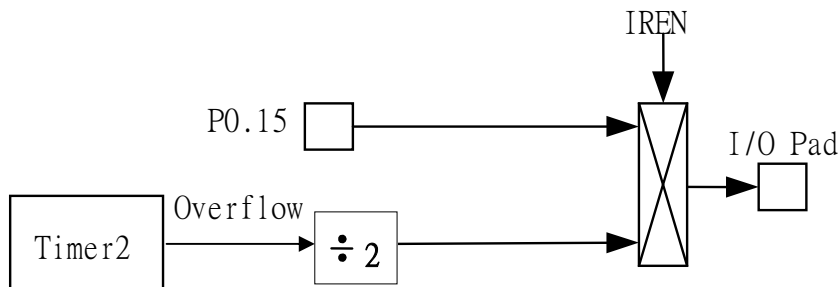 IREN
P0.15
I/O Pad
Overflow
Timer2
÷ 2